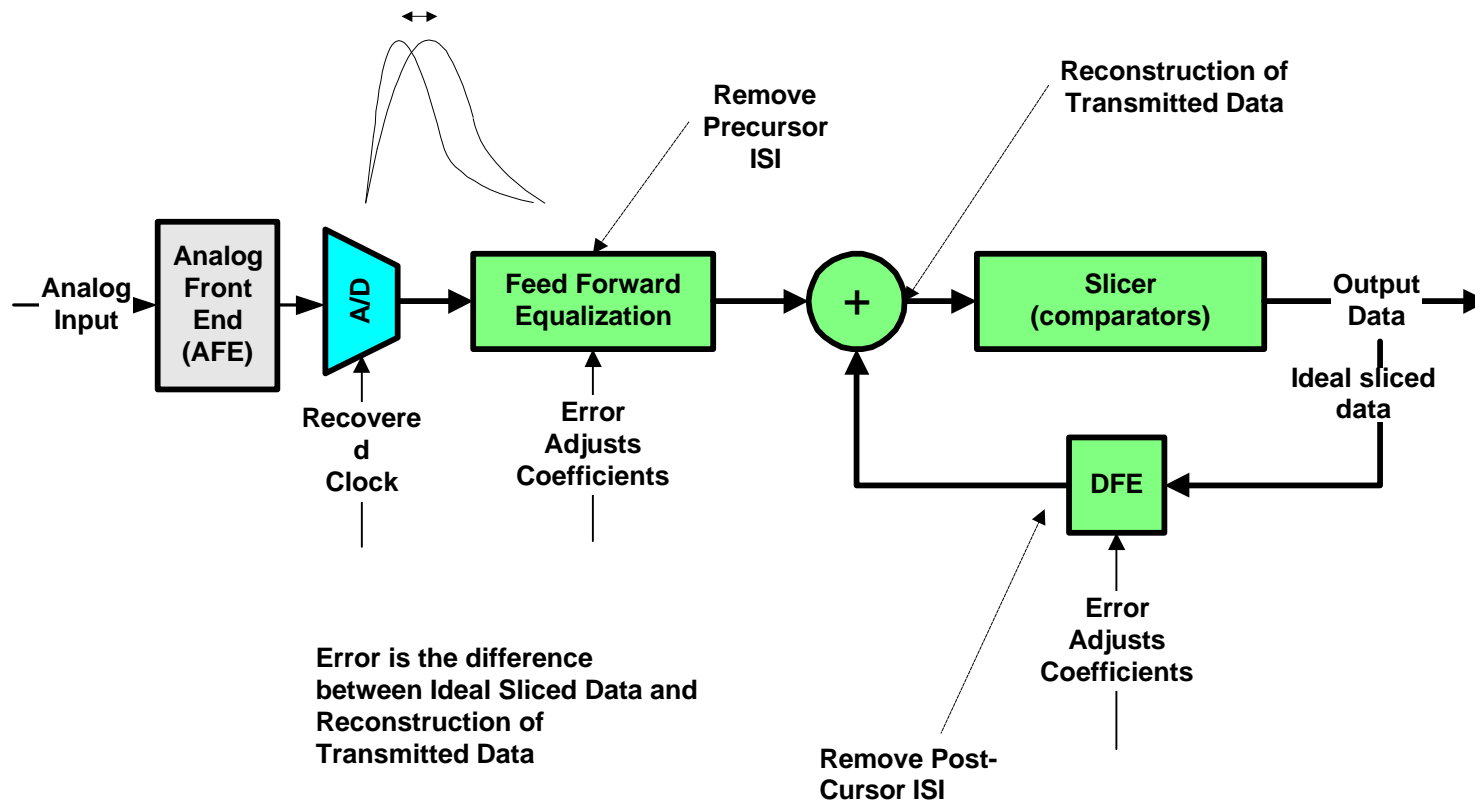 Reconstruction of
Transmitted Data
Remove
Precursor
ISI
Analog
Input
Analog
Front
End
(AFE)
A/D
Feed Forward
Equalization
+
Slicer
(comparators)
Output
Data
Ideal sliced
data
Recovere
d
Clock
Error
Adjusts
Coefficients
DFE
Error
Adjusts
Coefficients
Error is the difference
between Ideal Sliced Data and
Reconstruction of
Transmitted Data
Remove Post-
Cursor ISI